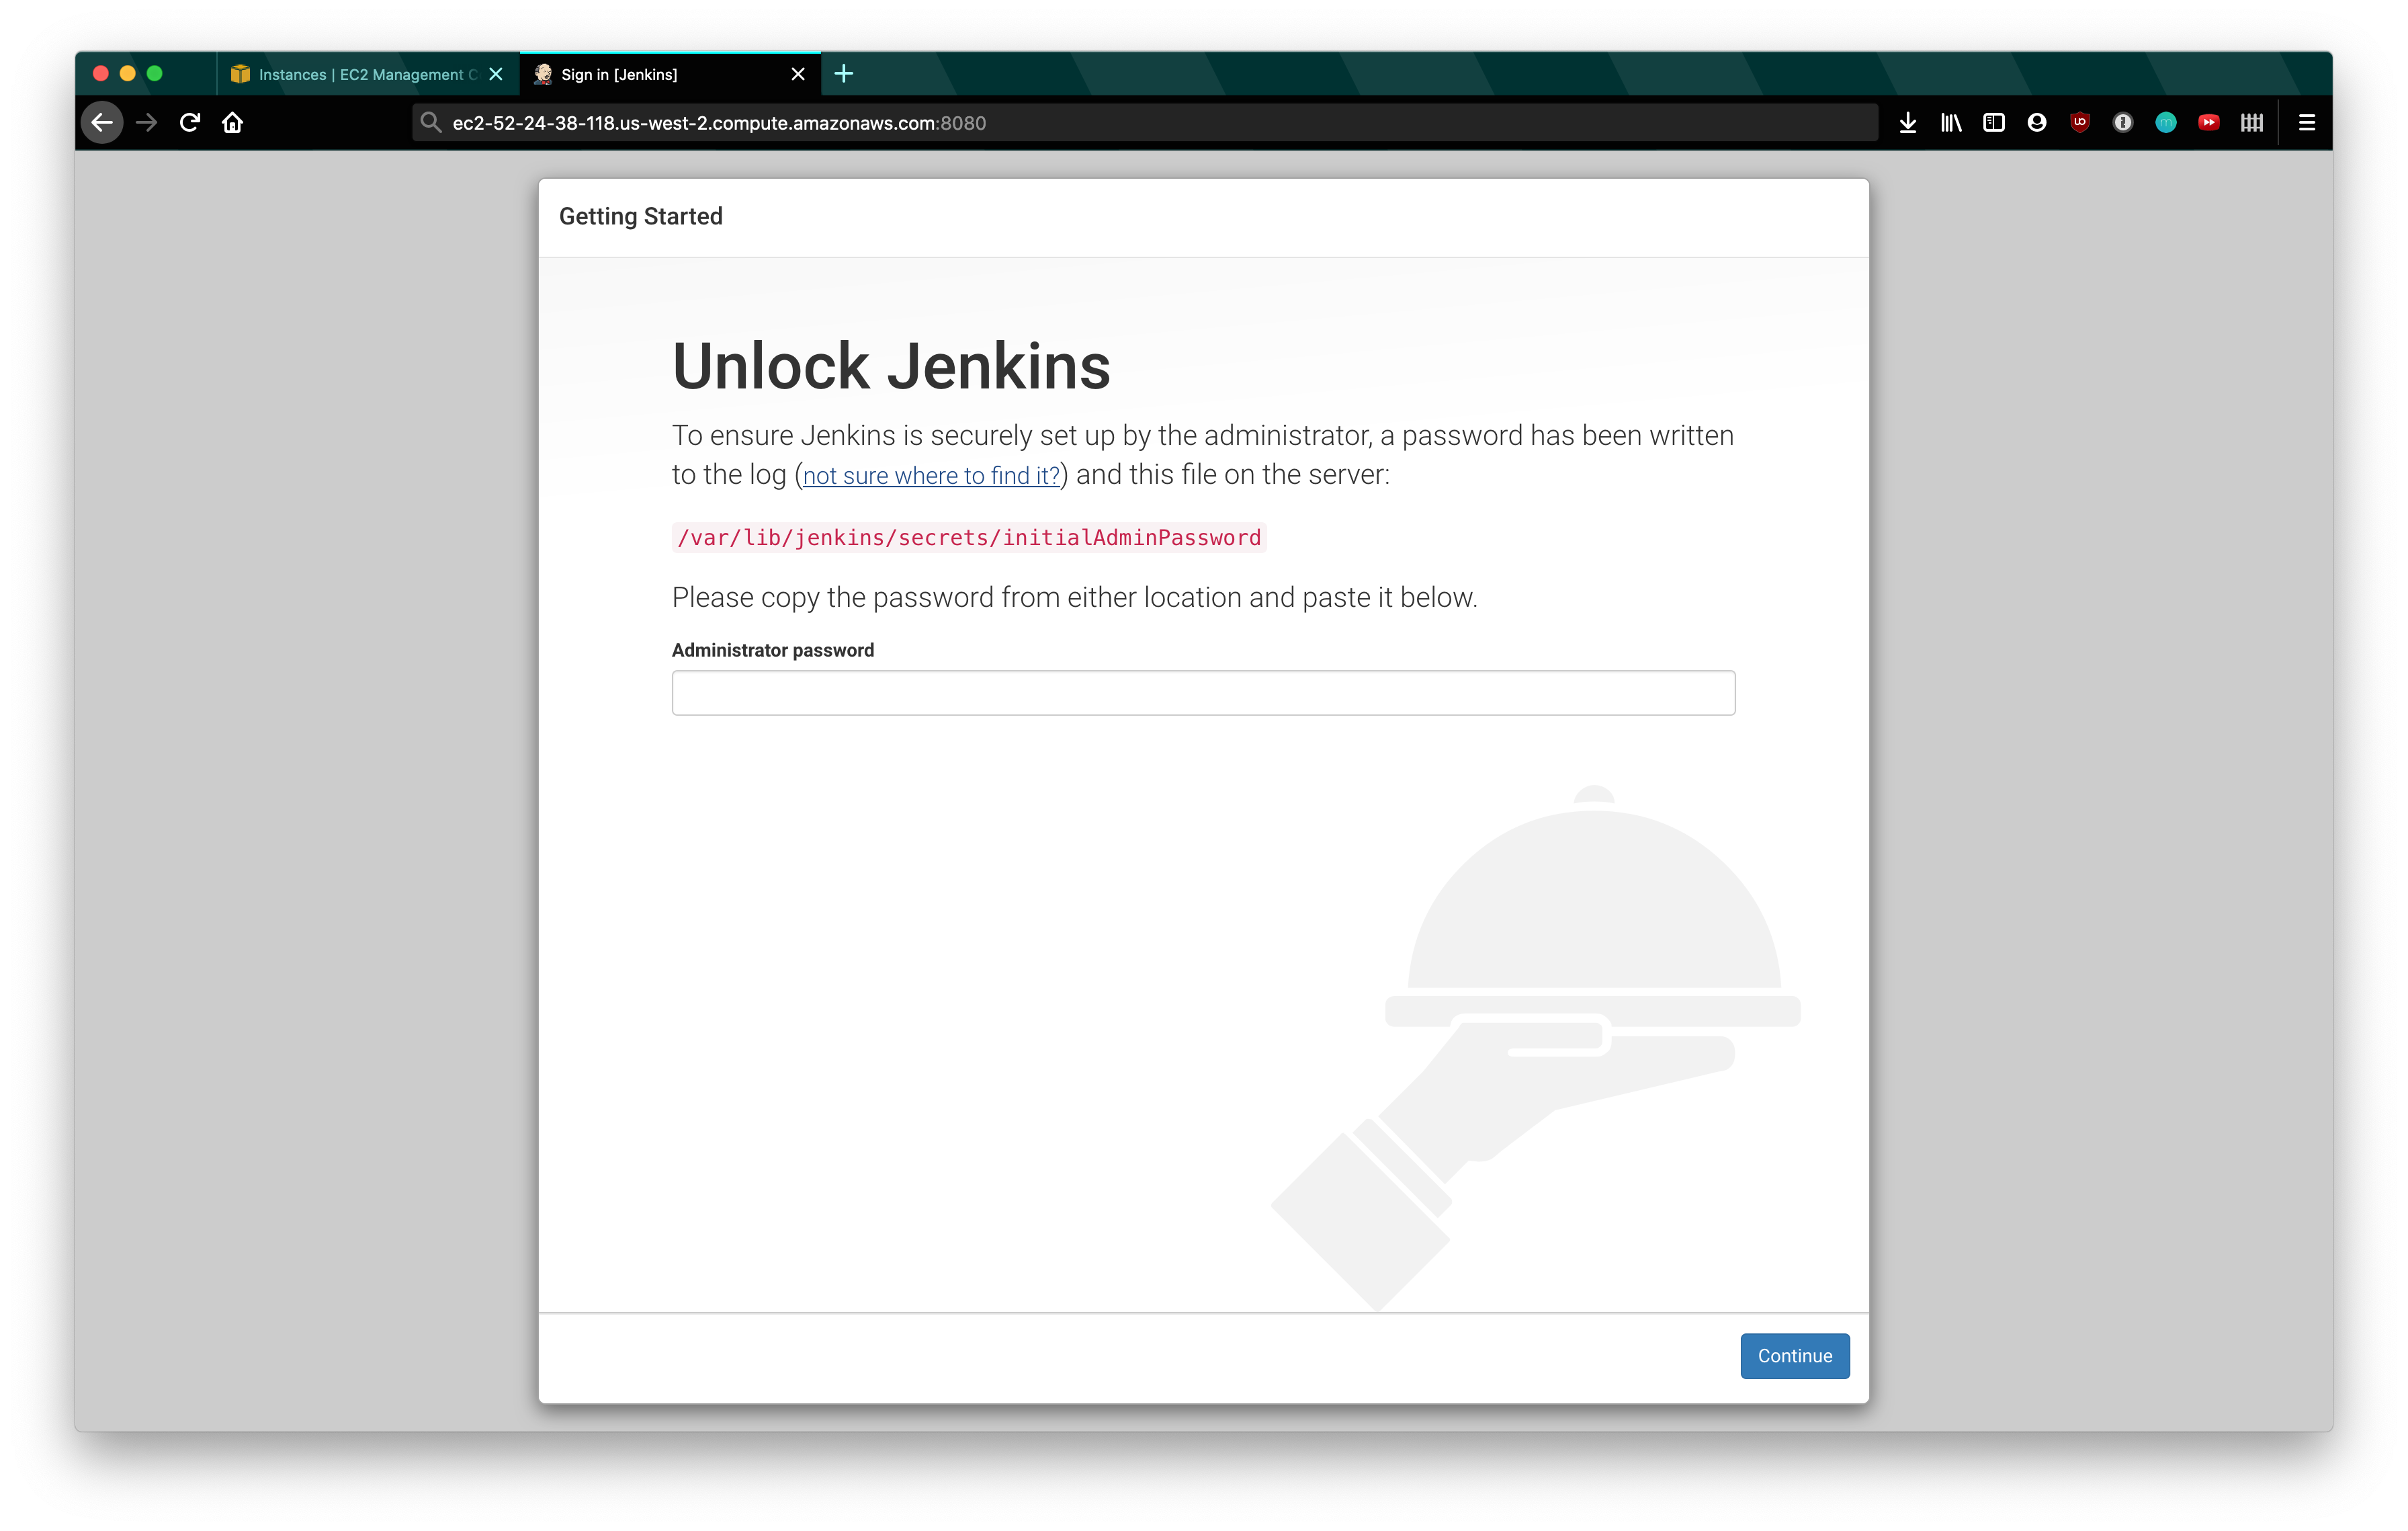 Instances | EC2 Management C
Sign in [Jenkins]
ec2-52-24-38-118.us-west-2.compute.amazonaws.com:8080
Getting Started
Unlock Jenkins
To ensure Jenkins is securely set up by the administrator, a password has been written
to the log (not sure where to find it?) and this file on the server:
/var/lib/jenkins/secrets/initialAdminPassword
Please copy the password from either location and paste it below.
Administrator password
Continue